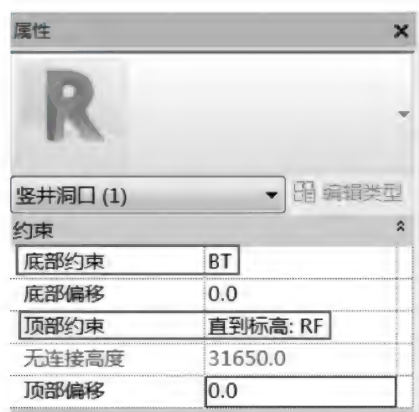 属性
R
竖井洞口 (1)
编辑类型
约束
底部约束 BT
底部偏移 0.0
顶部约束 直到标高: RF
无连接高度 31650.0
顶部偏移 0.0